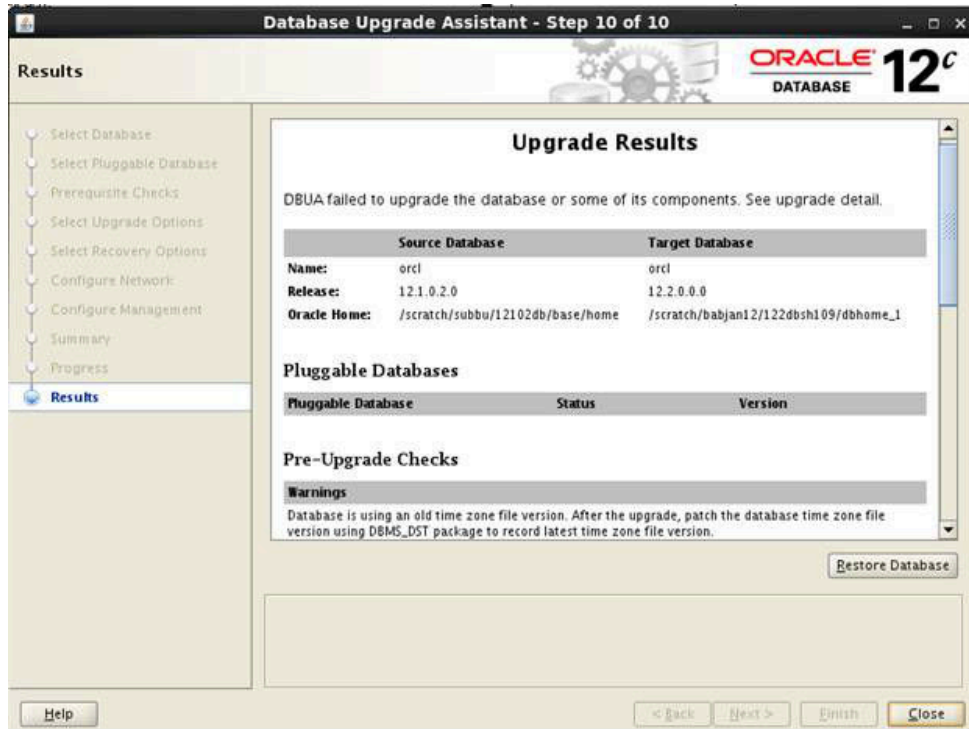 Database Upgrade Assistant - Step 10 of 10
Results
ORACLE
DATABASE
12c
Select Database
Select Pluggable Database
Prerequisite Checks
Select Upgrade Options
Select Recovery Options
Configure Network
Configure Management
Summary
Progress
Results
Upgrade Results
DBUA failed to upgrade the database or some of its components. See upgrade detail.
Source Database Target Database
Name: orcl orcl
Release: 12.1.0.2.0 12.2.0.0.0
Oracle Home: /scratch/subbu/12102db/base/home /scratch/babjan12/122dbsh109/dbhome_1
Pluggable Databases
Pluggable Database Status Version
Pre-Upgrade Checks
Warnings
Database is using an old time zone file version. After the upgrade, patch the database time zone file
version using DBMS_DST package to record latest time zone file version.
Restore Database
Help
< Back
Next >
Finish
Close